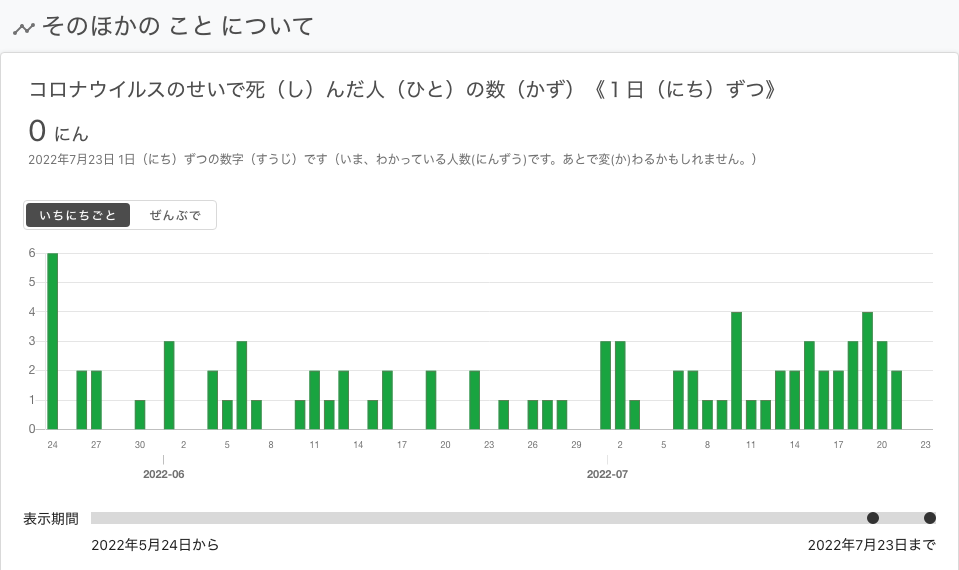 そのほかの こと について
コロナウイルスのせいで死（し）んだ人（ひと）の数（かず）《１日（にち）ずつ》
0 にん
2022年7月23日 1日（にち）ずつの数字（すうじ）です（いま、わかっている人数(にんずう)です。あとで変(か)わるかもしれません。）
いちにちごと ぜんぶで
6
5
4
3
2
1
0
24 27 30 2 5 8 11 14 17 20 23 26 29 2 5 8 11 14 17 20 23
2022-06 2022-07
表示期間
2022年5月24日から 2022年7月23日まで